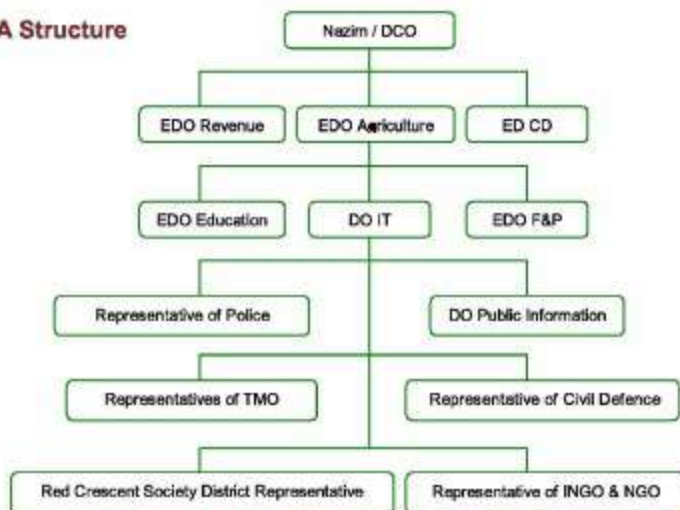 A Structure
Nazim / DCO
EDO Revenue
EDO Agriculture
ED CD
EDO Education
DO IT
EDO F&P
Representative of Police
DO Public Information
Representatives of TMO
Representative of Civil Defence
Red Crescent Society District Representative
Representative of INGO & NGO